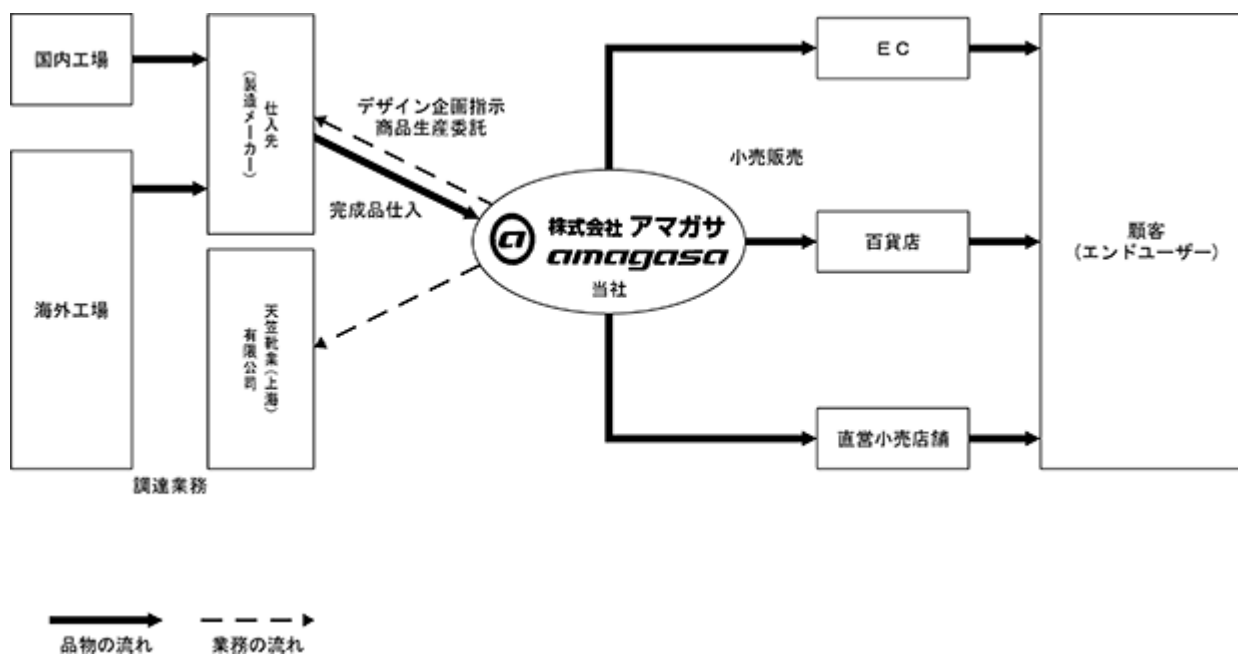 国内工場
仕入先
(製造メーカー)
デザイン企画指示
商品生産委託
完成品仕入
海外工場
天笠靴業(上海)
有限公司
調達業務
a
株式会社 アマガサ
amagasa
当社
小売販売
EC
百貨店
直営小売店舗
顧客
(エンドユーザー)
品物の流れ
業務の流れ